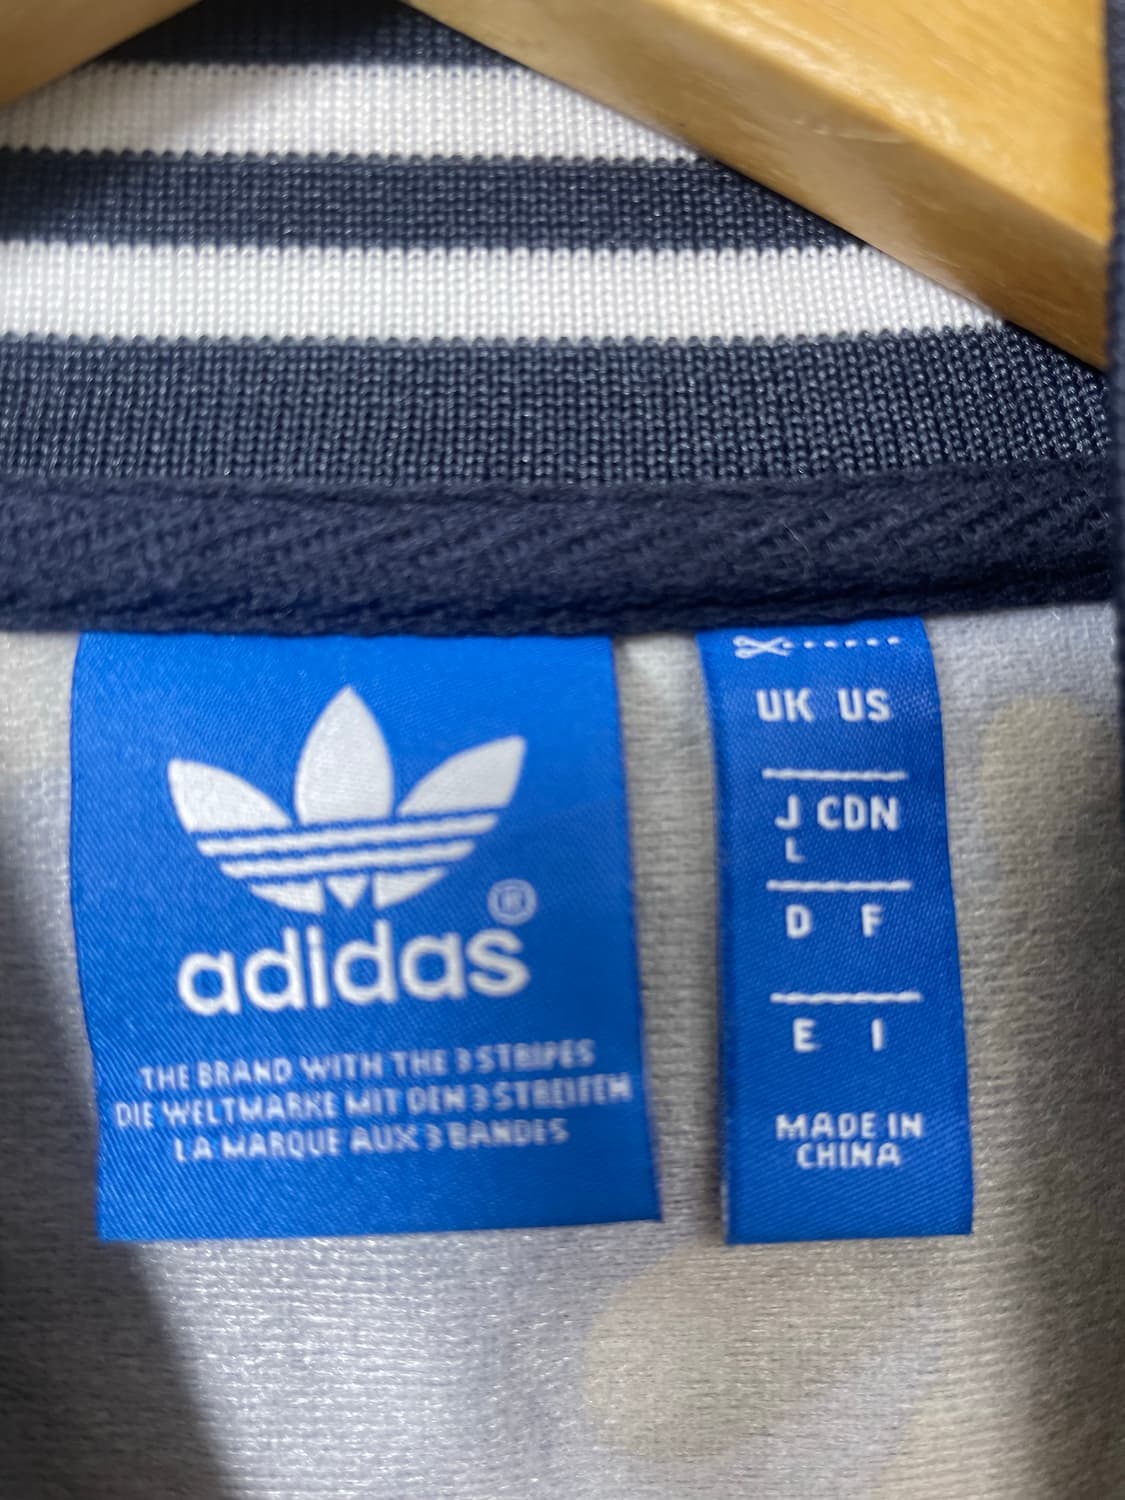 ®
adidas
THE BRAND WITH THE 3 STRIPES
DIE WELTMARKE MIT DEN 3 STREIFEN
LA MARQUE AUX 3 BANDES
UK US
J CDN
L
D F
E I
MADE IN
CHINA